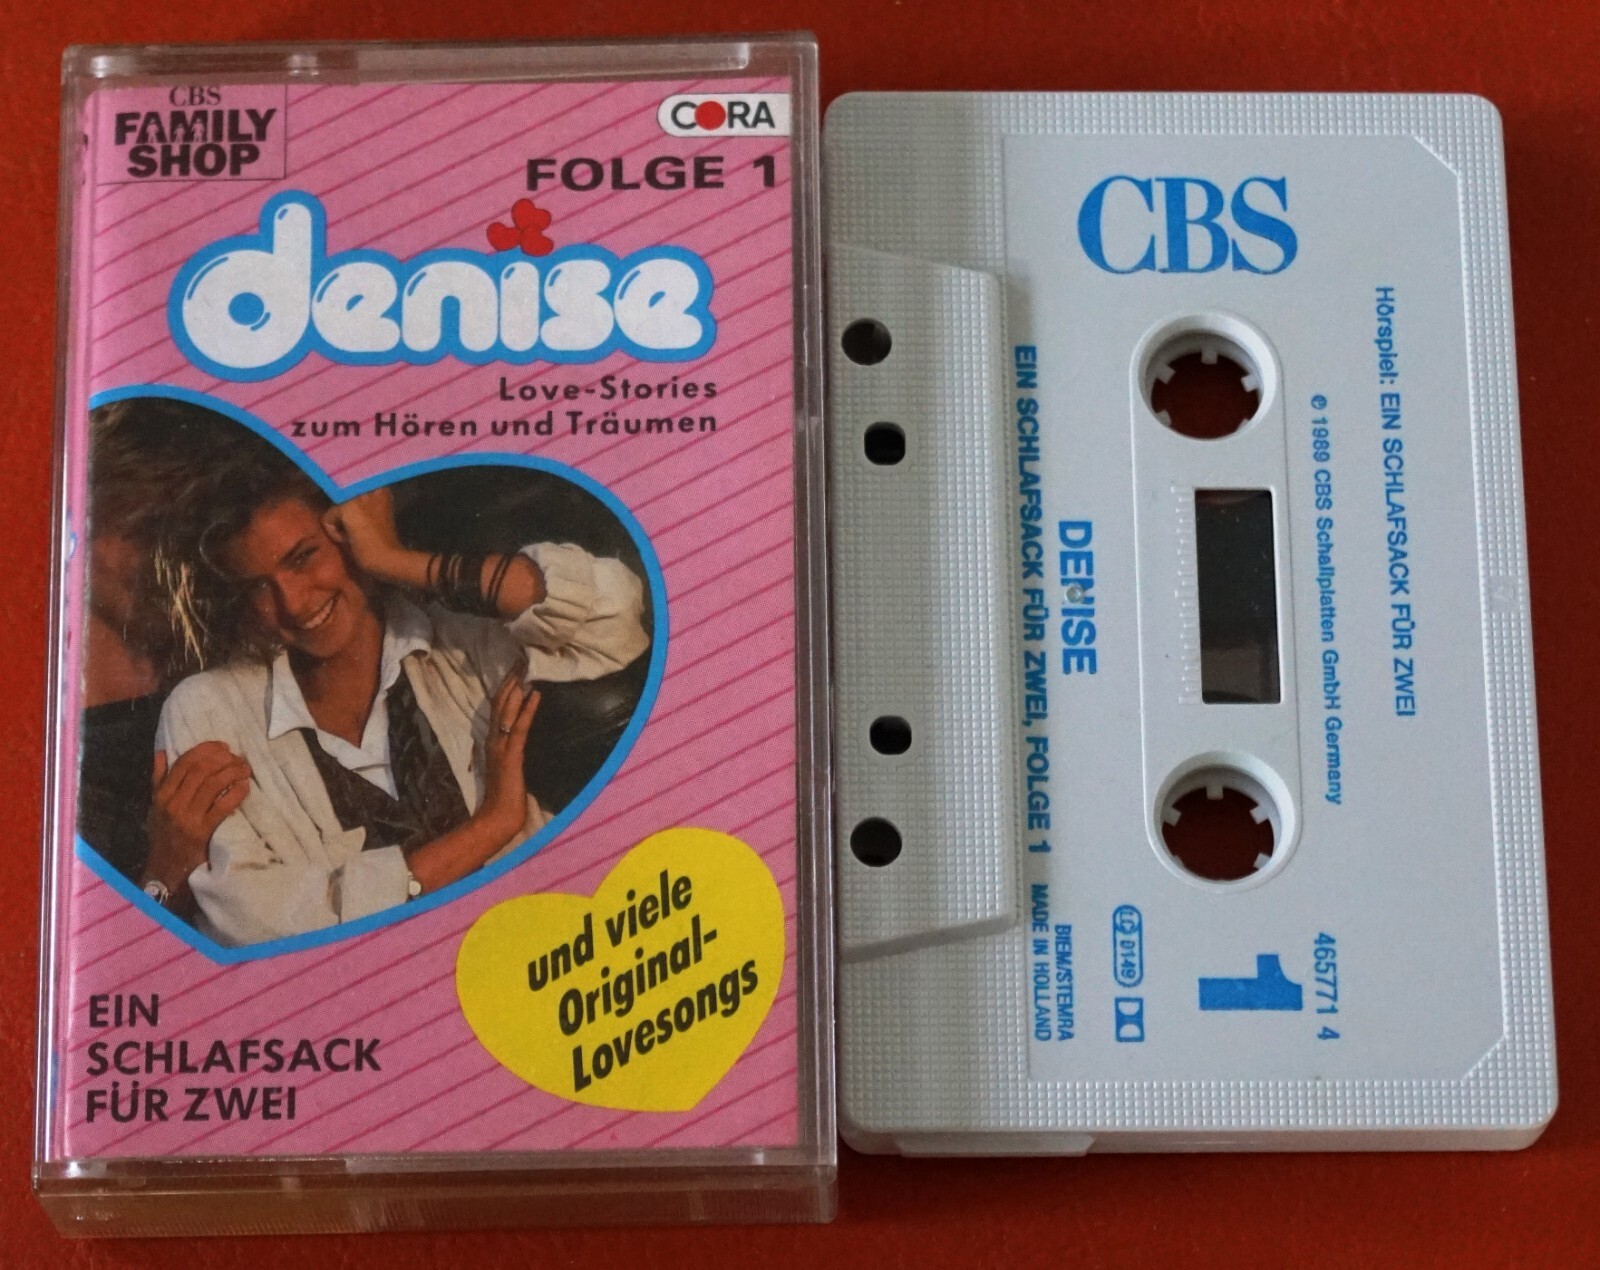 CBS
FAMILY
SHOP
CORA
FOLGE 1
denise
Love-Stories
zum Hören und Träumen
und viele
Original-
Lovesongs
EIN
SCHLAFSACK
FÜR ZWEI
CBS
Hörspiel: EIN SCHLAFSACK FÜR ZWEI
℗ 1989 CBS Schallplatten GmbH Germany
465771 4
1
DENISE
EIN SCHLAFSACK FÜR ZWEI, FOLGE 1
LC 0149
BIEM/STEMRA
MADE IN HOLLAND